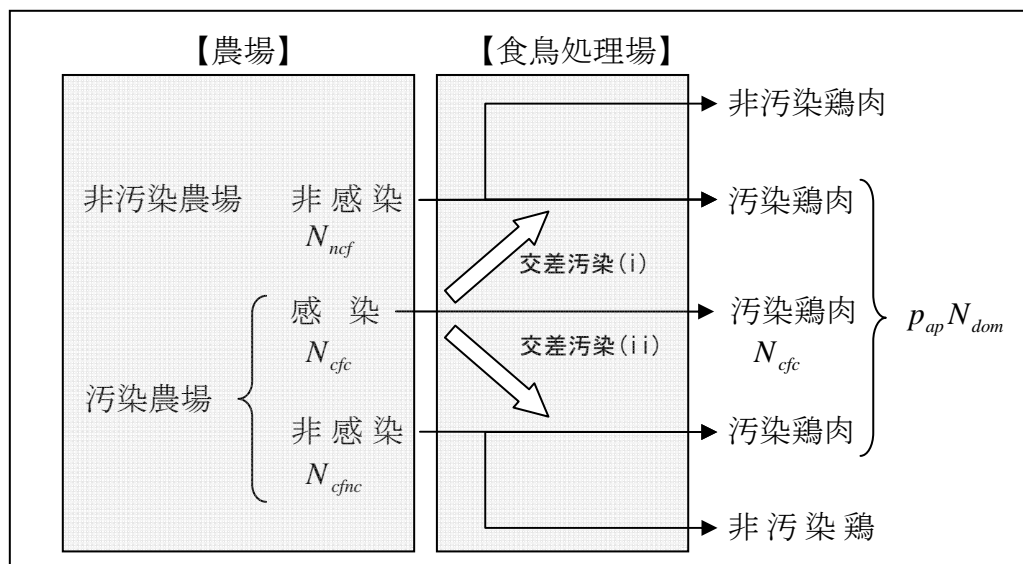 【農場】
【食鳥処理場】
非汚染鶏肉
非汚染農場
非感染
汚染鶏肉
N_ncf
交差汚染(i)
感 染
汚染鶏肉
p_ap N_dom
N_cfc
交差汚染(ii)
N_cfc
汚染農場
非感染
汚染鶏肉
N_cfnc
非汚染鶏